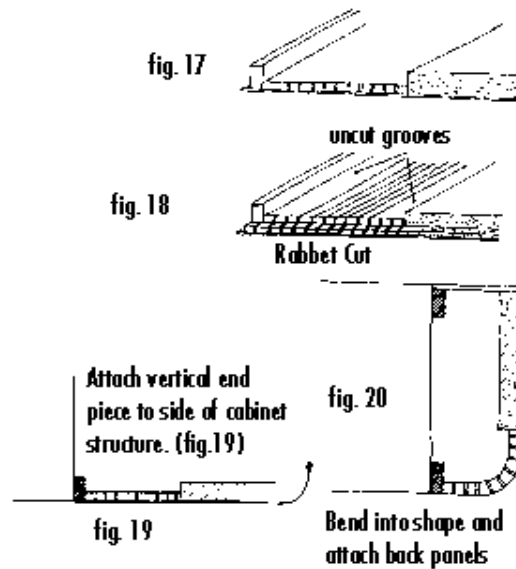 fig. 17
uncut grooves
fig. 18
Rabbet Cut
Attach vertical end
piece to side of cabinet
structure. (fig.19)
fig. 20
fig. 19
Bend into shape and
attach back panels